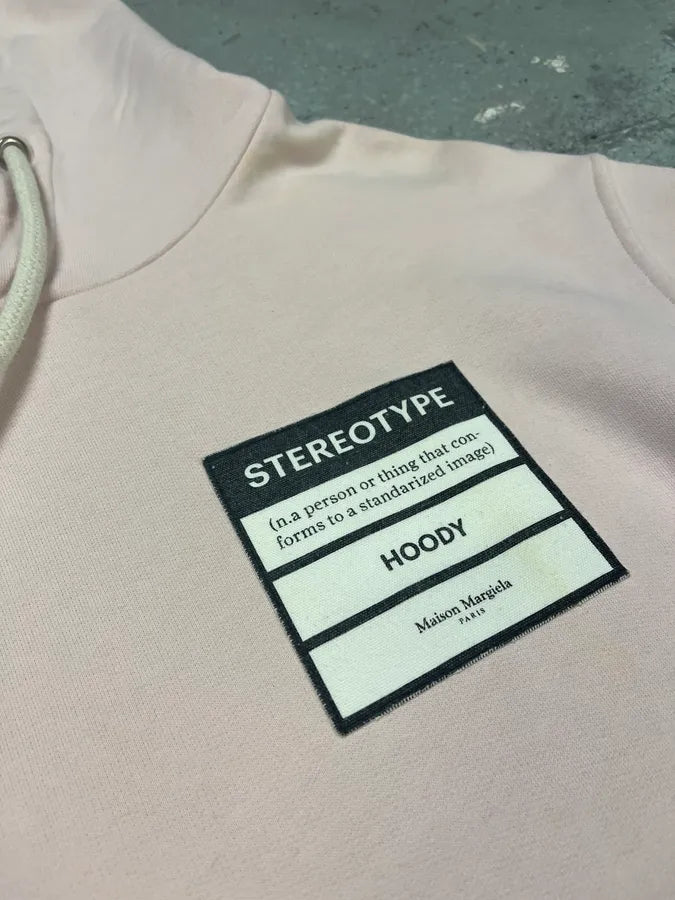 STEREOTYPE
(n.a person or thing that con-
forms to a standarized image)
HOODY
Maison Margiela
PARIS